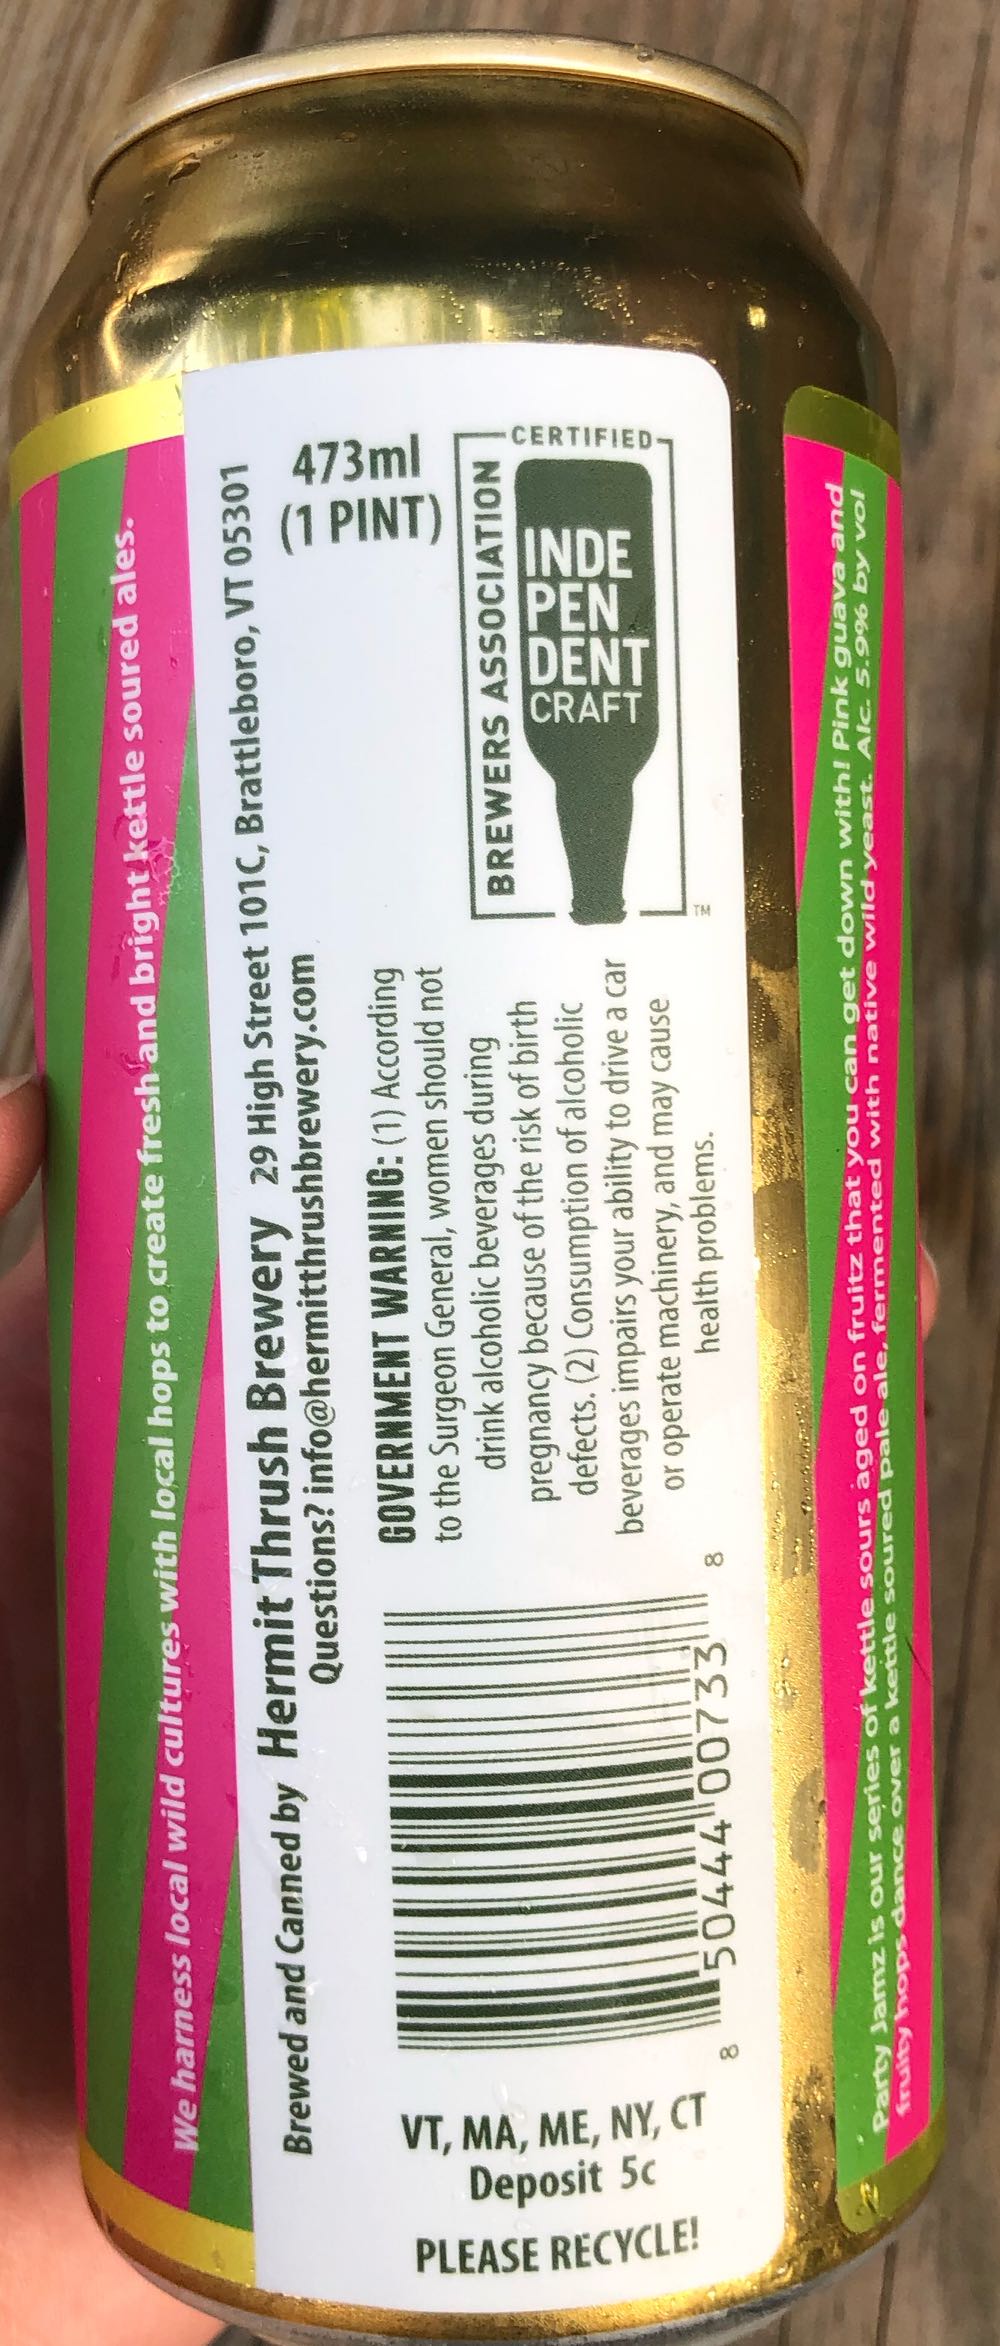 We harness local wild cultures with local hops to create fresh and bright kettle soured ales.
Brewed and Canned by Hermit Thrush Brewery 29 High Street 101C, Brattleboro, VT 05301
Questions? info@hermitthrushbrewery.com
473ml
(1 PINT)
CERTIFIED
BREWERS ASSOCIATION
INDE
PEN
DENT
CRAFT
TM
GOVERNMENT WARNING: (1) According
to the Surgeon General, women should not
drink alcoholic beverages during
pregnancy because of the risk of birth
defects. (2) Consumption of alcoholic
beverages impairs your ability to drive a car
or operate machinery, and may cause
health problems.
8 50444 00733 8
VT, MA, ME, NY, CT
Deposit 5c
PLEASE RECYCLE!
Party Jamz is our series of kettle sours aged on fruitz that you can get down with! Pink guava and
fruity hops dance over a kettle soured pale ale, fermented with native wild yeast. Alc. 5.9% by vol